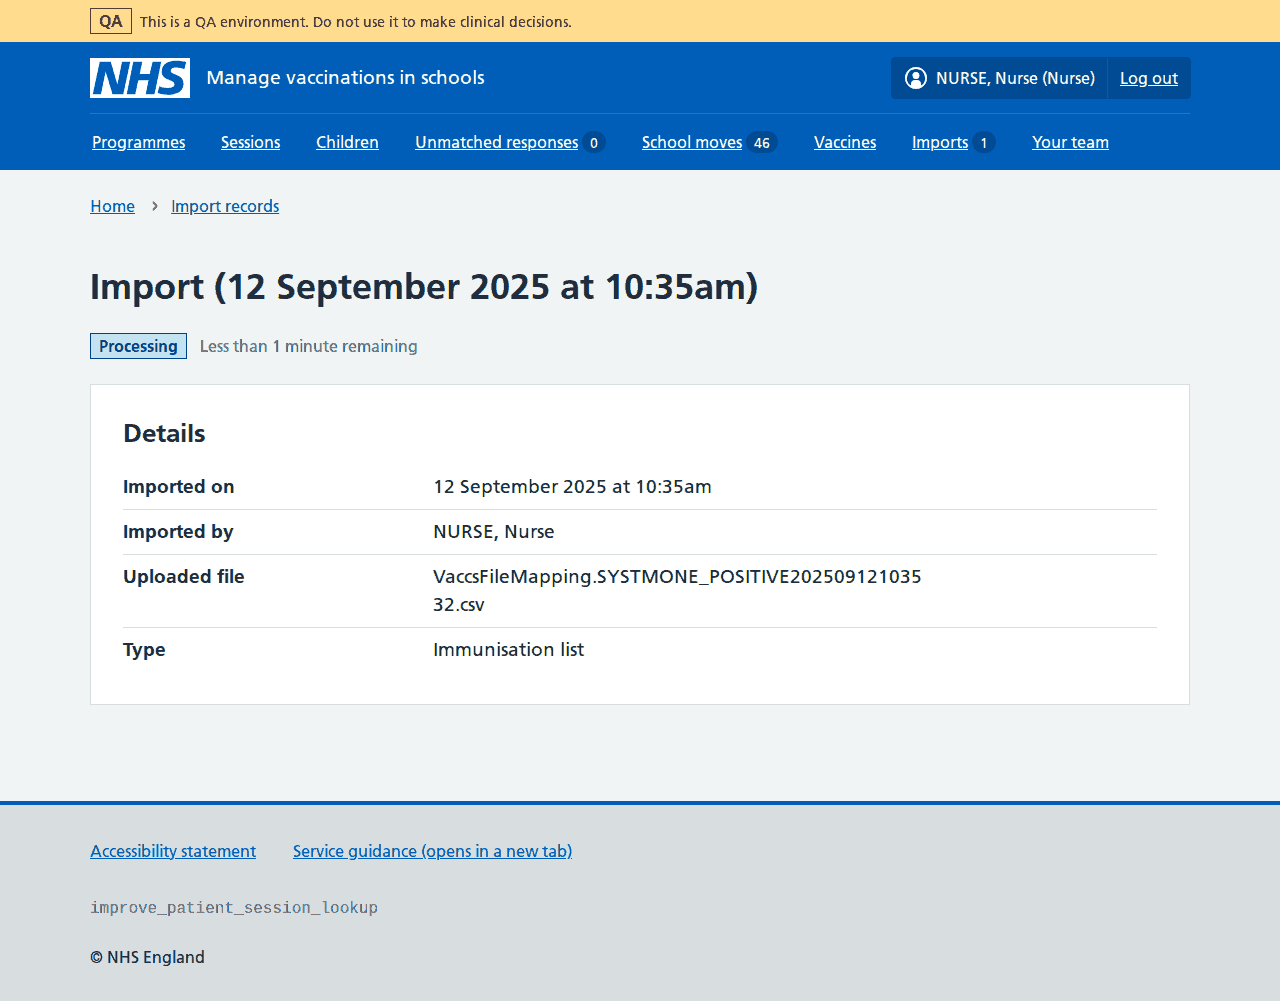 QA This is a QA environment. Do not use it to make clinical decisions.
NHS Manage vaccinations in schools NURSE, Nurse (Nurse) Log out
Programmes Sessions Children Unmatched responses 0 School moves 46 Vaccines Imports 1 Your team
Home Import records
Import (12 September 2025 at 10:35am)
Processing Less than 1 minute remaining
Details
Imported on 12 September 2025 at 10:35am
Imported by NURSE, Nurse
Uploaded file VaccsFileMapping.SYSTMONE_POSITIVE202509121035
32.csv
Type Immunisation list
Accessibility statement Service guidance (opens in a new tab)
improve_patient_session_lookup
© NHS England